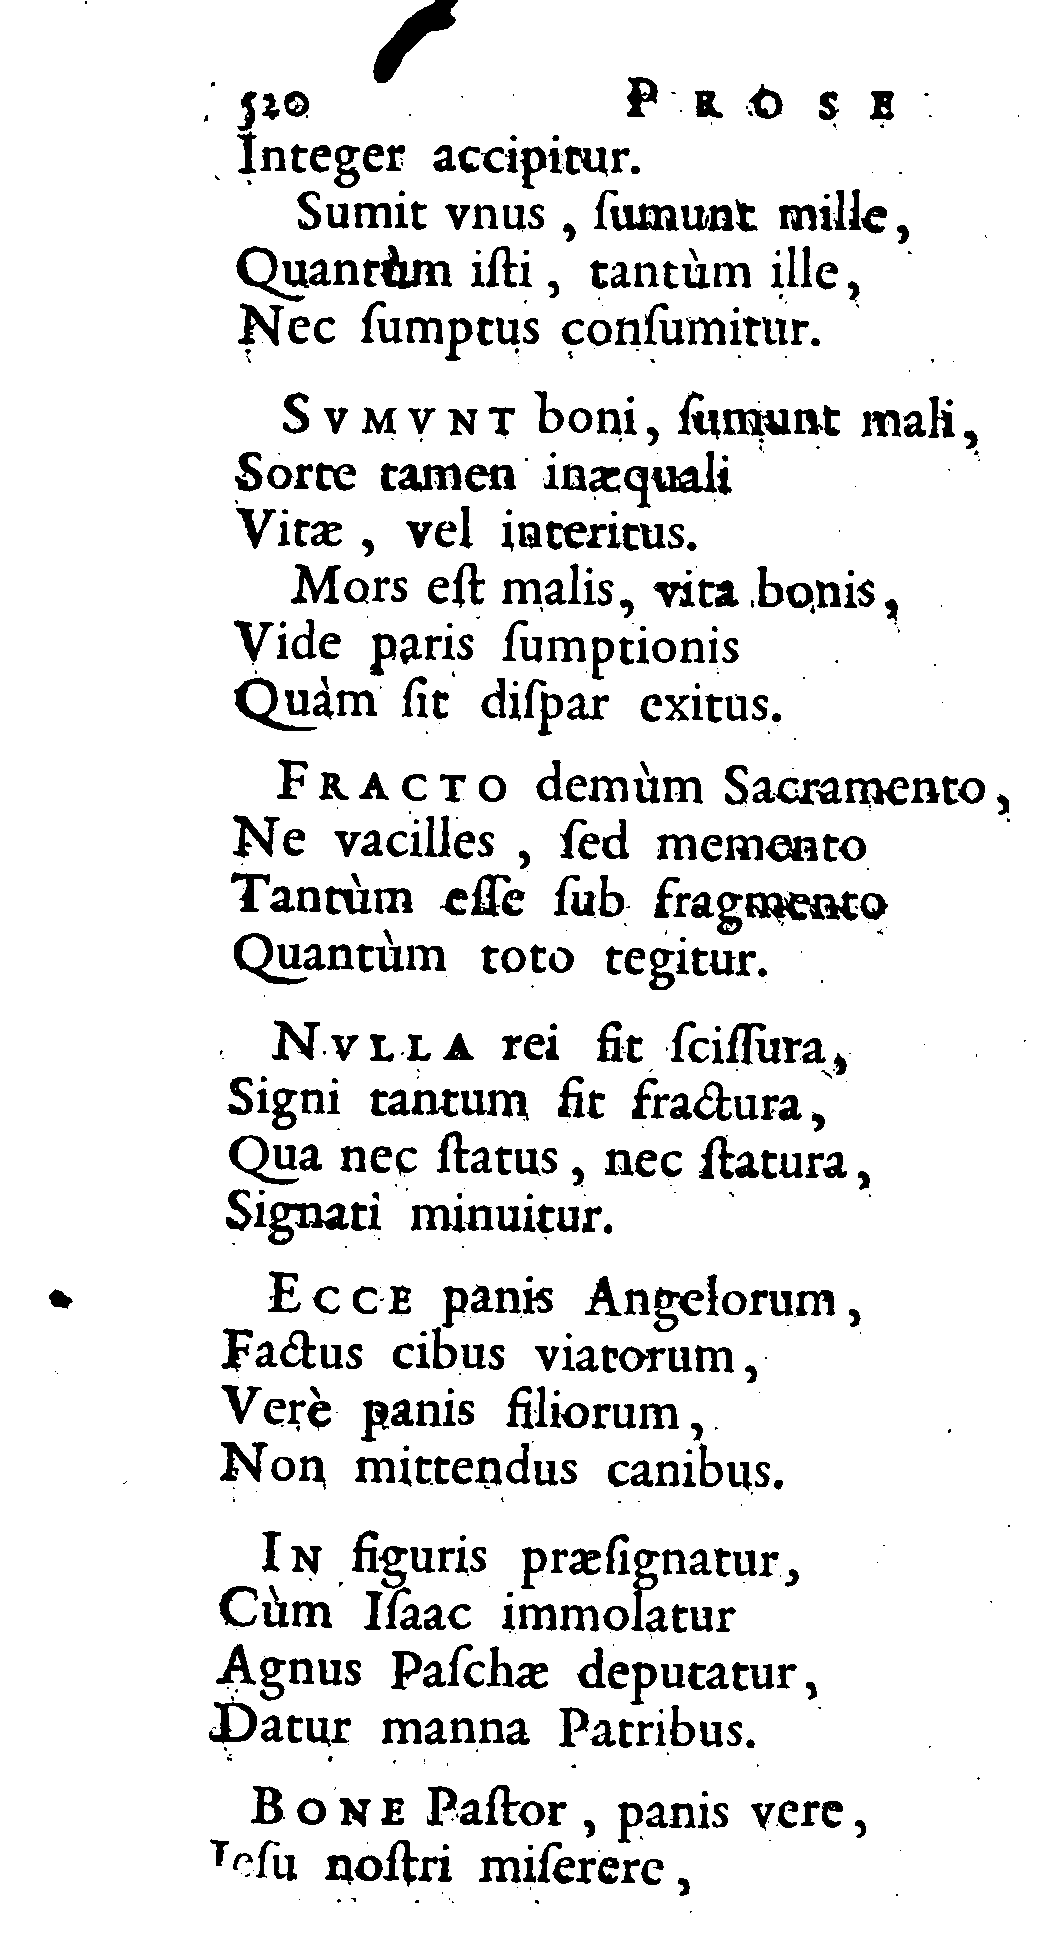 520 PROSE
Integer accipitur.
Sumit vnus, ſumunt mille,
Quantùm iſti, tantùm ille,
Nec ſumptus conſumitur.
SVMVNT boni, ſumunt mali,
Sorte tamen inæquali
Vitæ, vel interitus.
Mors eſt malis, vita bonis,
Vide paris ſumptionis
Quàm ſit diſpar exitus.
FRACTO demùm Sacramento,
Ne vacilles, ſed memento
Tantùm eſſe ſub fragmento
Quantùm toto tegitur.
NVLLA rei fit ſciſſura,
Signi tantum fit fractura,
Qua nec ſtatus, nec ſtatura,
Signati minuitur.
ECCE panis Angelorum,
Factus cibus viatorum,
Verè panis filiorum,
Non mittendus canibus.
IN figuris præſignatur,
Cùm Iſaac immolatur
Agnus Paſchæ deputatur,
Datur manna Patribus.
BONE Paſtor, panis vere,
Ieſu noſtri miſerere,